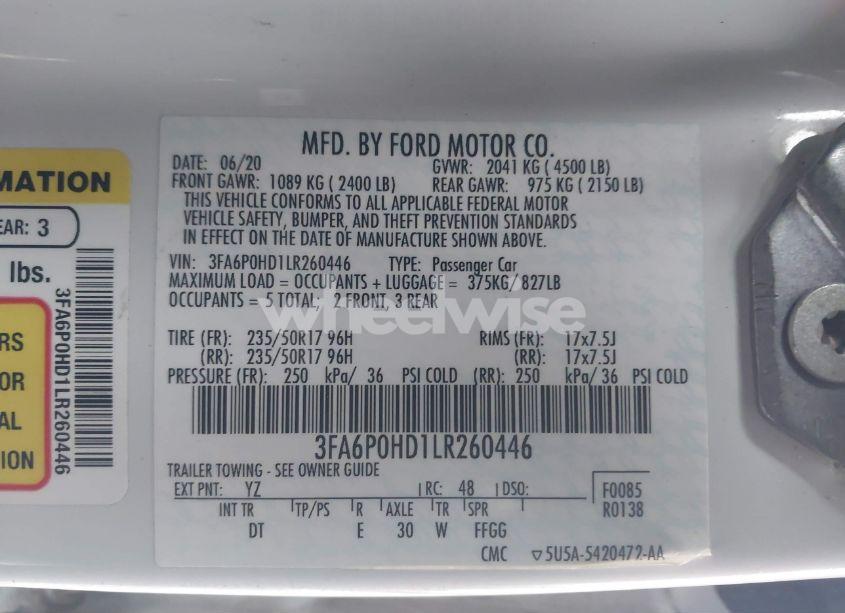 MFD. BY FORD MOTOR CO.
DATE: 06/20 GVWR: 2041 KG ( 4500 LB)
FRONT GAWR: 1089 KG ( 2400 LB) REAR GAWR: 975 KG ( 2150 LB)
THIS VEHICLE CONFORMS TO ALL APPLICABLE FEDERAL MOTOR
VEHICLE SAFETY, BUMPER, AND THEFT PREVENTION STANDARDS
IN EFFECT ON THE DATE OF MANUFACTURE SHOWN ABOVE.
VIN: 3FA6P0HD1LR260446 TYPE: Passenger Car
MAXIMUM LOAD = OCCUPANTS + LUGGAGE = 375KG/ 827LB
OCCUPANTS = 5 TOTAL; 2 FRONT, 3 REAR
wheelwise
TIRE (FR): 235/50R17 96H RIMS (FR): 17x7.5J
(RR): 235/50R17 96H (RR): 17x7.5J
PRESSURE (FR): 250 kPa/ 36 PSI COLD (RR): 250 kPa/ 36 PSI COLD
3FA6P0HD1LR260446
TRAILER TOWING - SEE OWNER GUIDE
EXT PNT: YZ RC: 48 DSO: F0085
INT TR TP/PS R AXLE TR SPR R0138
DT E 30 W FFGG
CMC ▽5U5A-5420472-AA
MATION
EAR: 3
lbs.
RS
OR
AL
ION
3FA6P0HD1LR260446